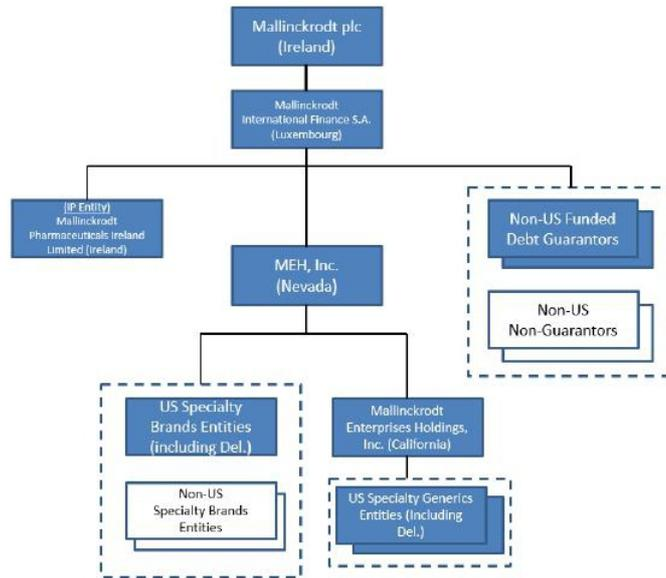 Mallinckrodt plc
(Ireland)
Mallinckrodt
International Finance S.A.
(Luxembourg)
(IP Entity)
Mallinckrodt
Pharmaceuticals Ireland
Limited (Ireland)
Non-US Funded
Debt Guarantors
MEH, Inc.
(Nevada)
Non-US
Non-Guarantors
US Specialty
Brands Entities
(including Del.)
Mallinckrodt
Enterprises Holdings,
Inc. (California)
Non-US
Specialty Brands
Entities
US Specialty Generics
Entities (Including
Del.)